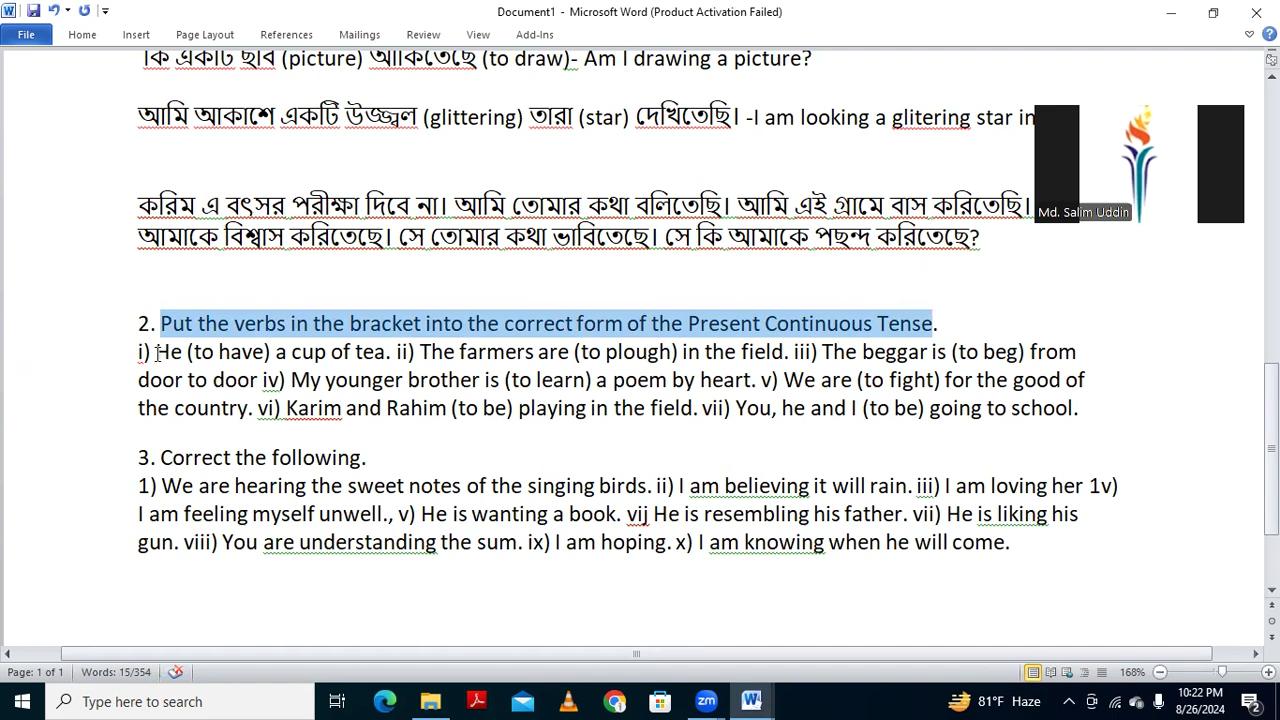 Document1 - Microsoft Word (Product Activation Failed)
File Home Insert Page Layout References Mailings Review View Add-Ins
কি একটি ছবি (picture) আঁকিতেছি (to draw)- Am I drawing a picture?
আমি আকাশে একটি উজ্জ্বল (glittering) তারা (star) দেখিতেছি। -I am looking a glitering star in
করিম এ বৎসর পরীক্ষা দিবে না। আমি তোমার কথা বলিতেছি। আমি এই গ্রামে বাস করিতেছি।
আমাকে বিশ্বাস করিতেছে। সে তোমার কথা ভাবিতেছে। সে কি আমাকে পছন্দ করিতেছে?
Md. Salim Uddin
2. Put the verbs in the bracket into the correct form of the Present Continuous Tense.
i) He (to have) a cup of tea. ii) The farmers are (to plough) in the field. iii) The beggar is (to beg) from
door to door iv) My younger brother is (to learn) a poem by heart. v) We are (to fight) for the good of
the country. vi) Karim and Rahim (to be) playing in the field. vii) You, he and I (to be) going to school.
3. Correct the following.
1) We are hearing the sweet notes of the singing birds. ii) I am believing it will rain. iii) I am loving her 1v)
I am feeling myself unwell., v) He is wanting a book. vij He is resembling his father. vii) He is liking his
gun. viii) You are understanding the sum. ix) I am hoping. x) I am knowing when he will come.
Page: 1 of 1 Words: 15/354 168%
Type here to search 81°F Haze 10:22 PM
8/26/2024 2